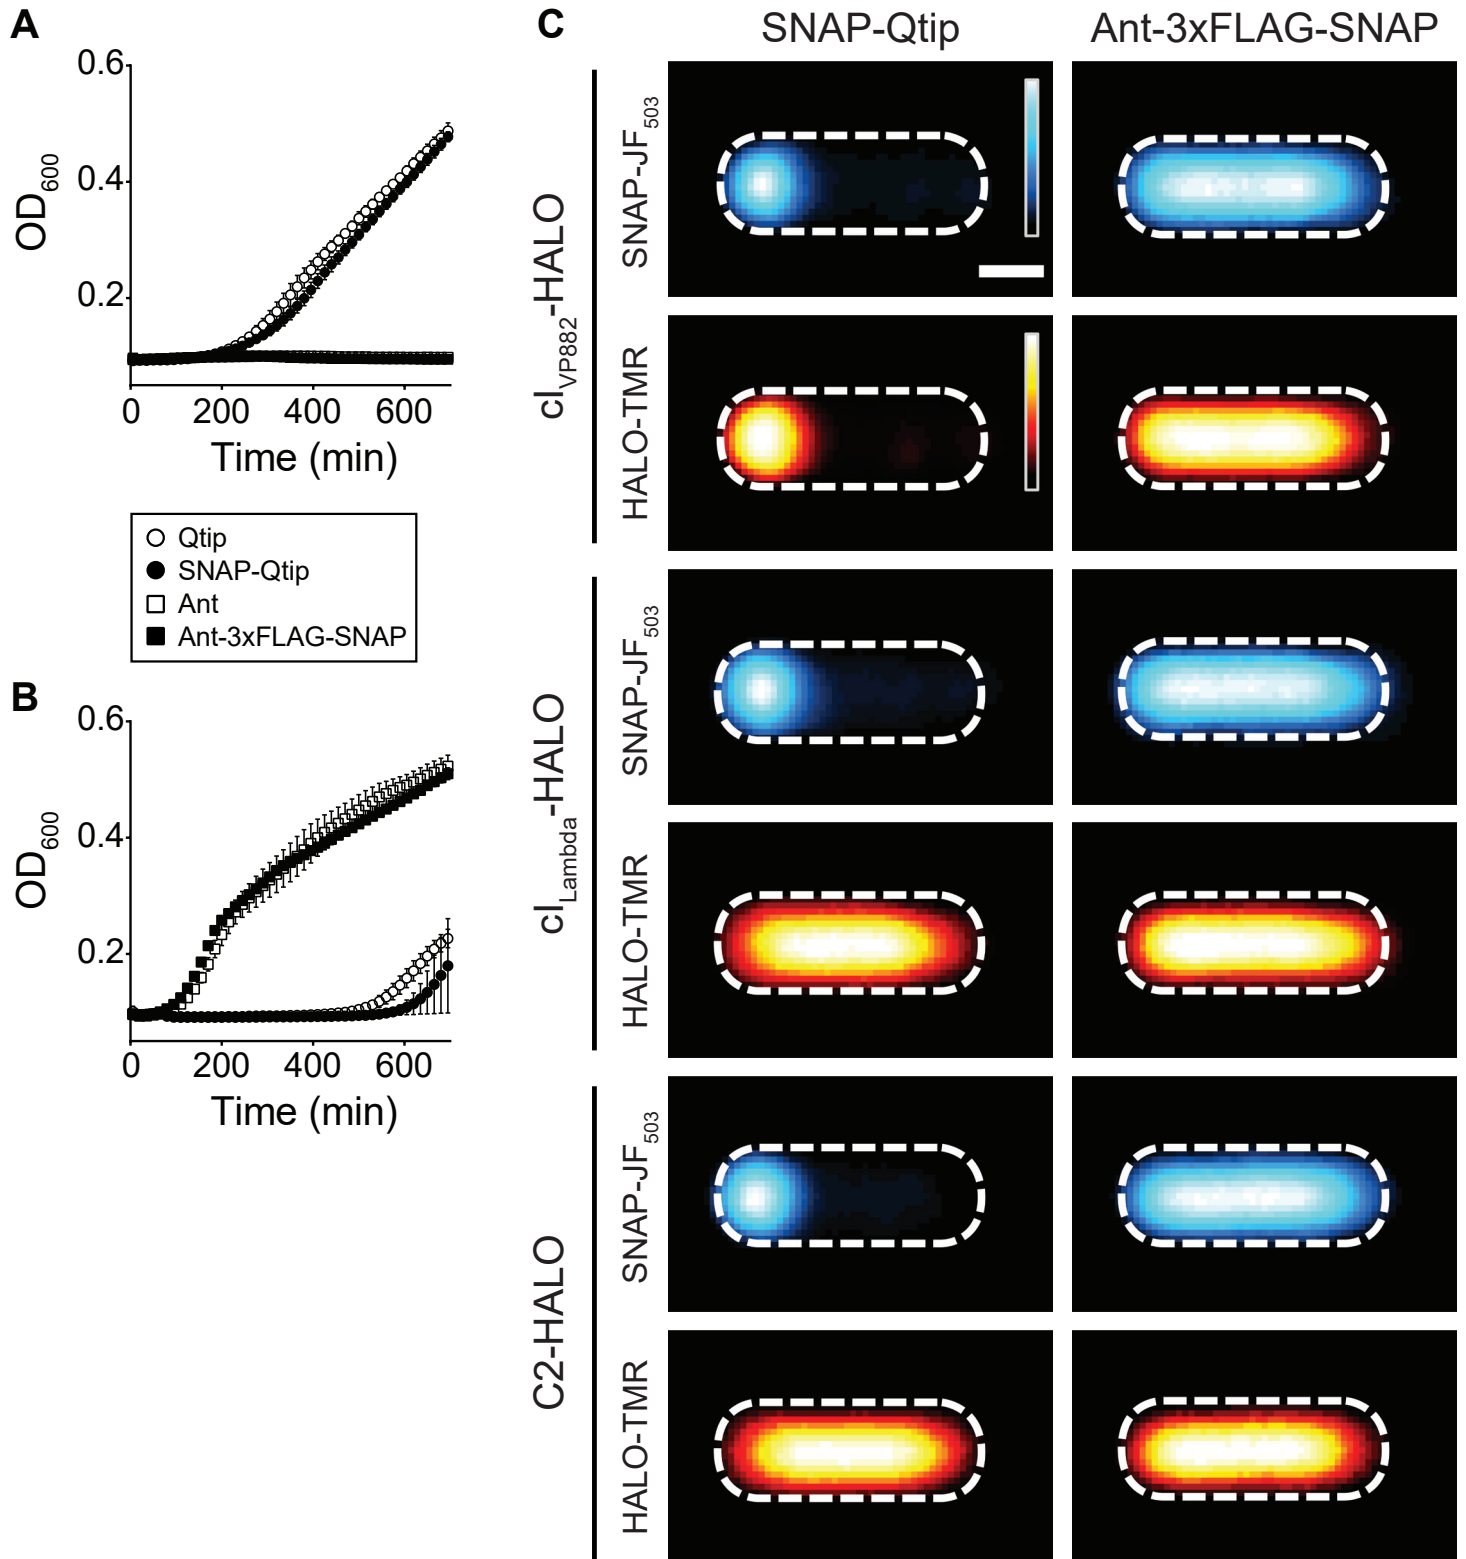 A
0.6
0.4
0.2
OD600
0 200 400 600
Time (min)
Qtip
SNAP-Qtip
Ant
Ant-3xFLAG-SNAP
B
0.6
0.4
0.2
OD600
0 200 400 600
Time (min)
C
SNAP-Qtip Ant-3xFLAG-SNAP
cIVP882-HALO
SNAP-JF503
HALO-TMR
cILambda-HALO
SNAP-JF503
HALO-TMR
C2-HALO
SNAP-JF503
HALO-TMR